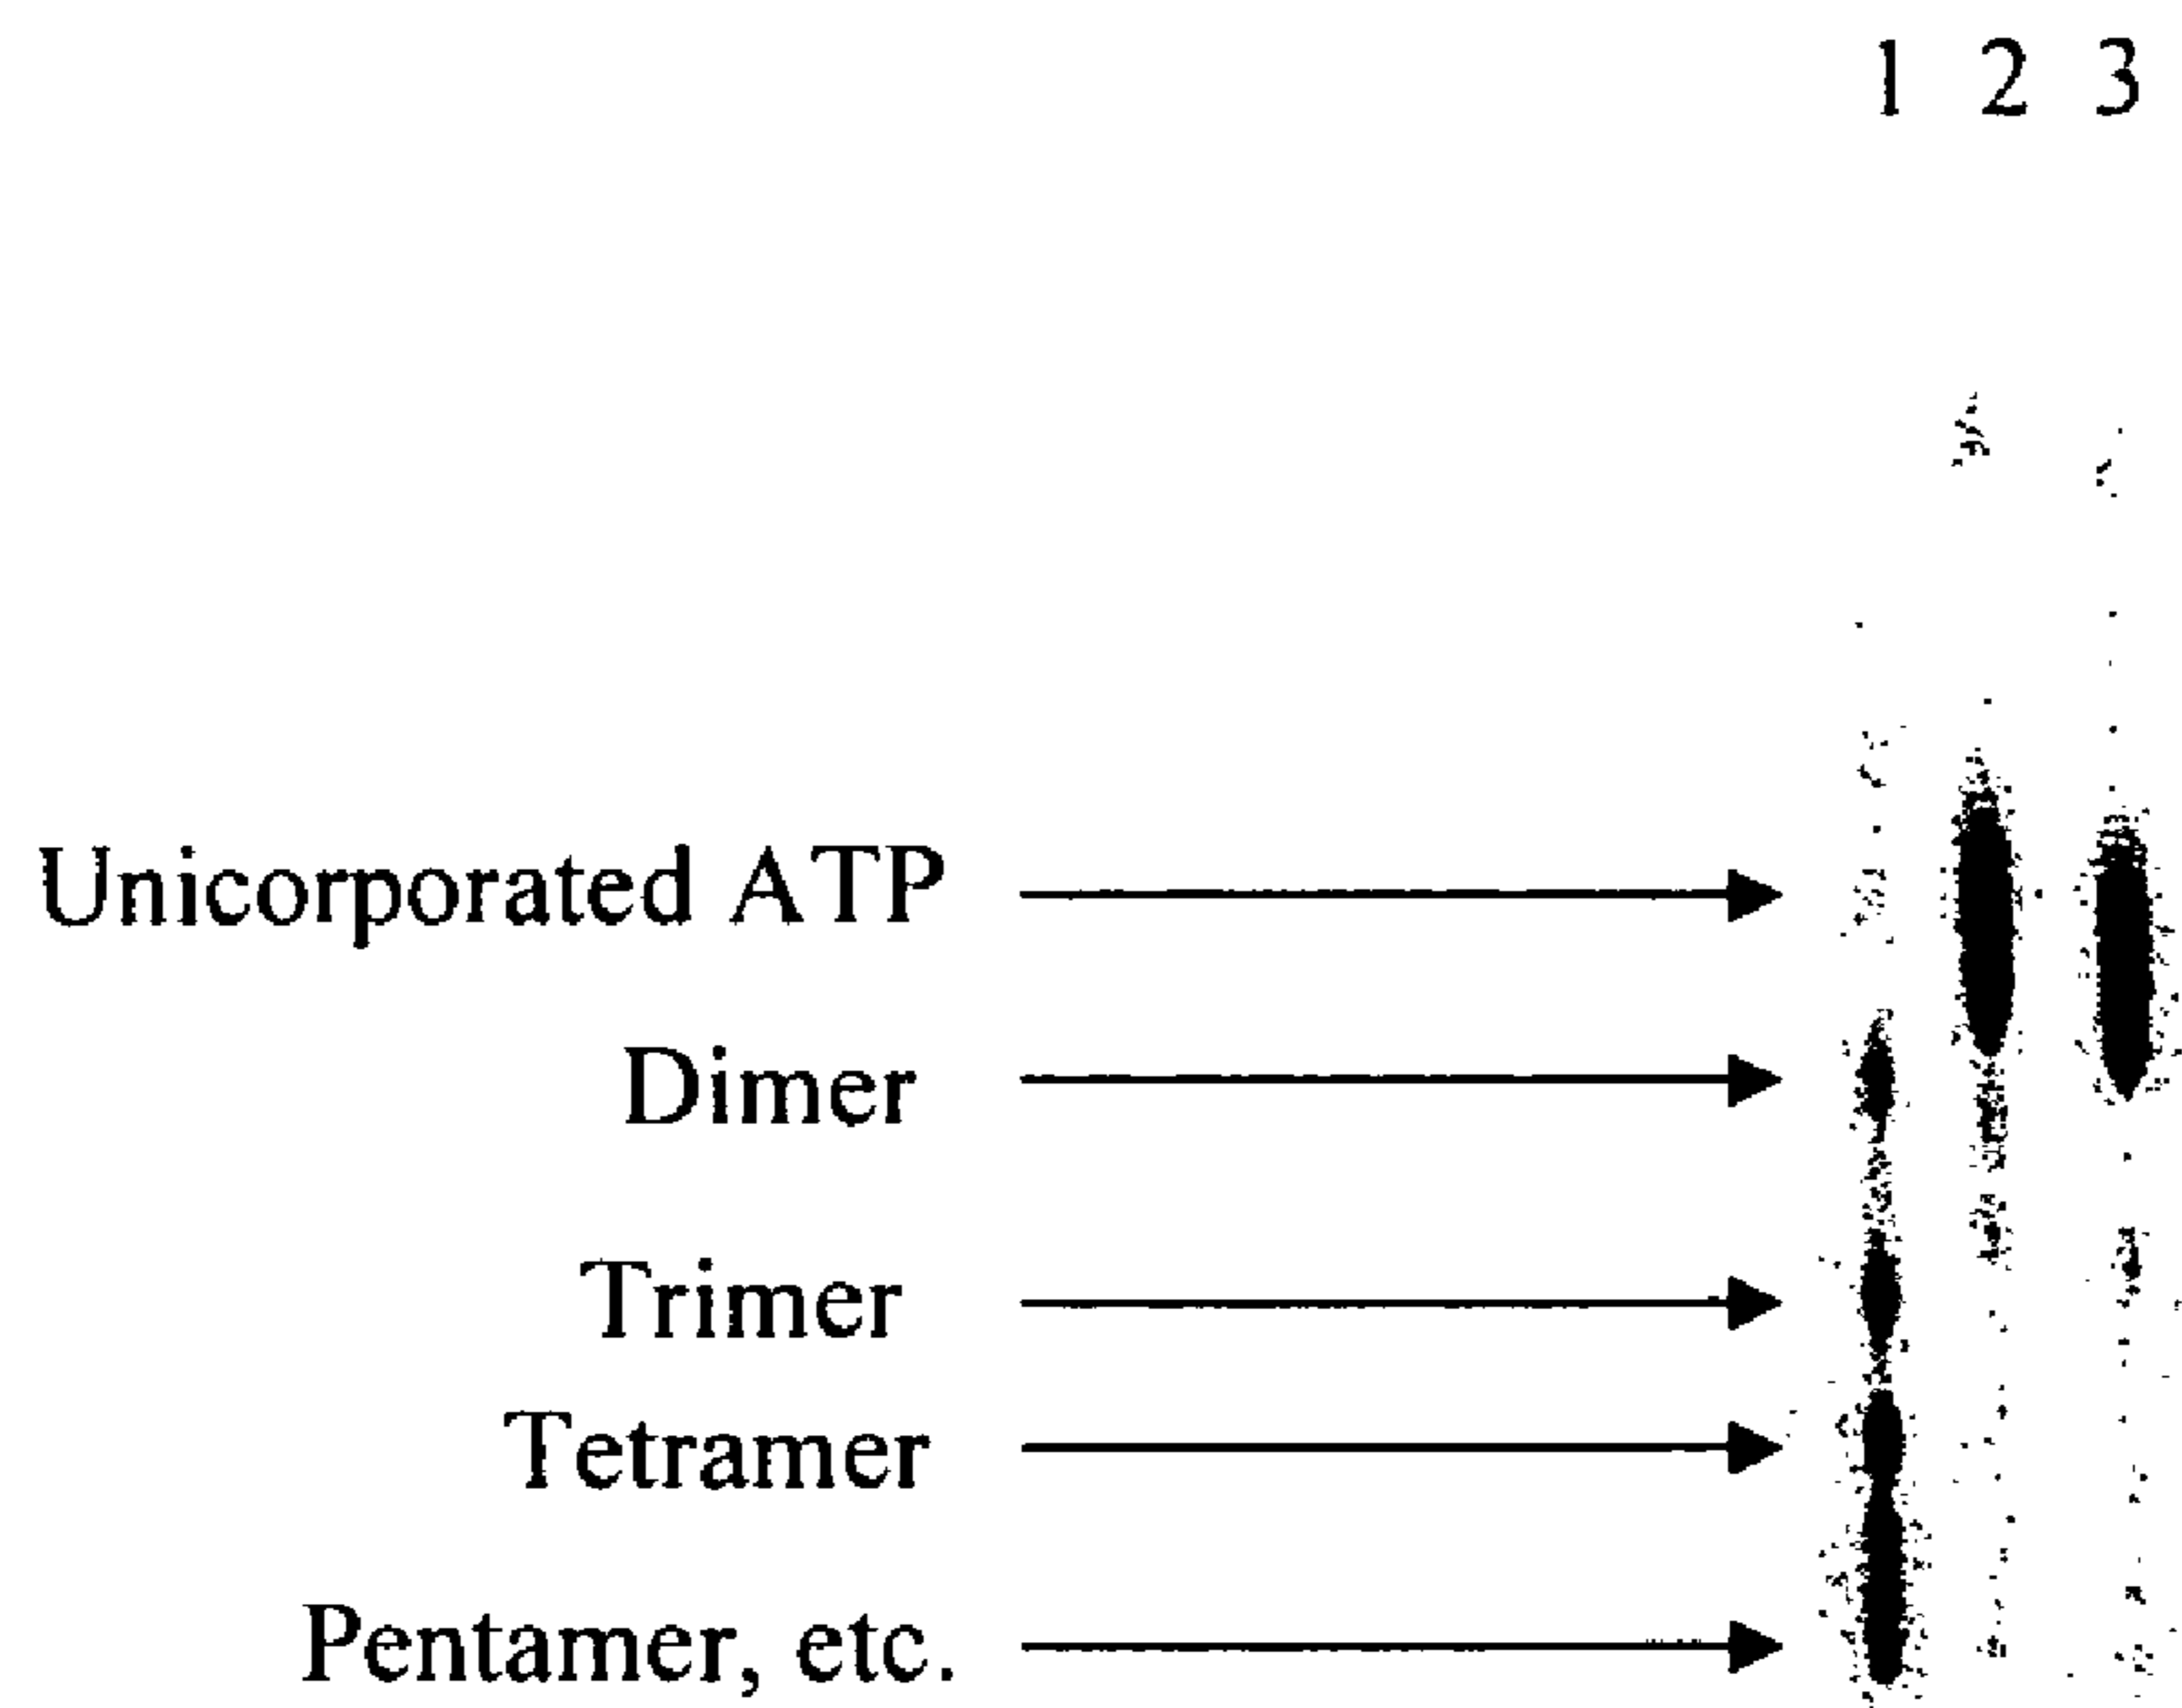 1 2 3
Unicorporated ATP
Dimer
Trimer
Tetramer
Pentamer, etc.